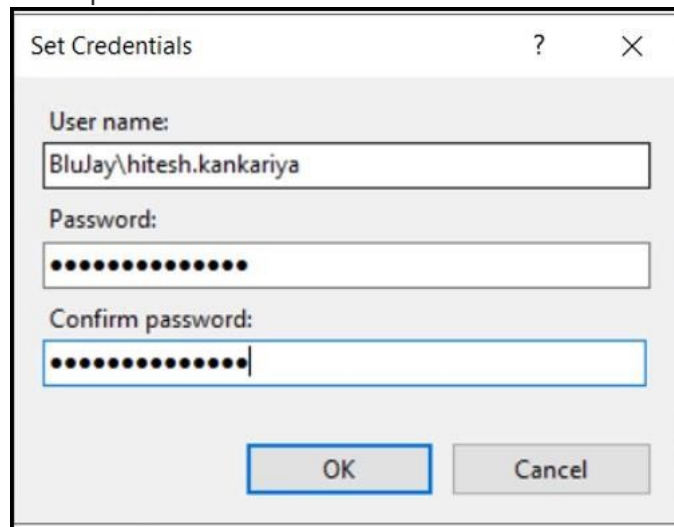 Set Credentials ?
User name:
BluJay\hitesh.kankariya
Password:
●●●●●●●●●●●●●●
Confirm password:
●●●●●●●●●●●●●●
OK Cancel